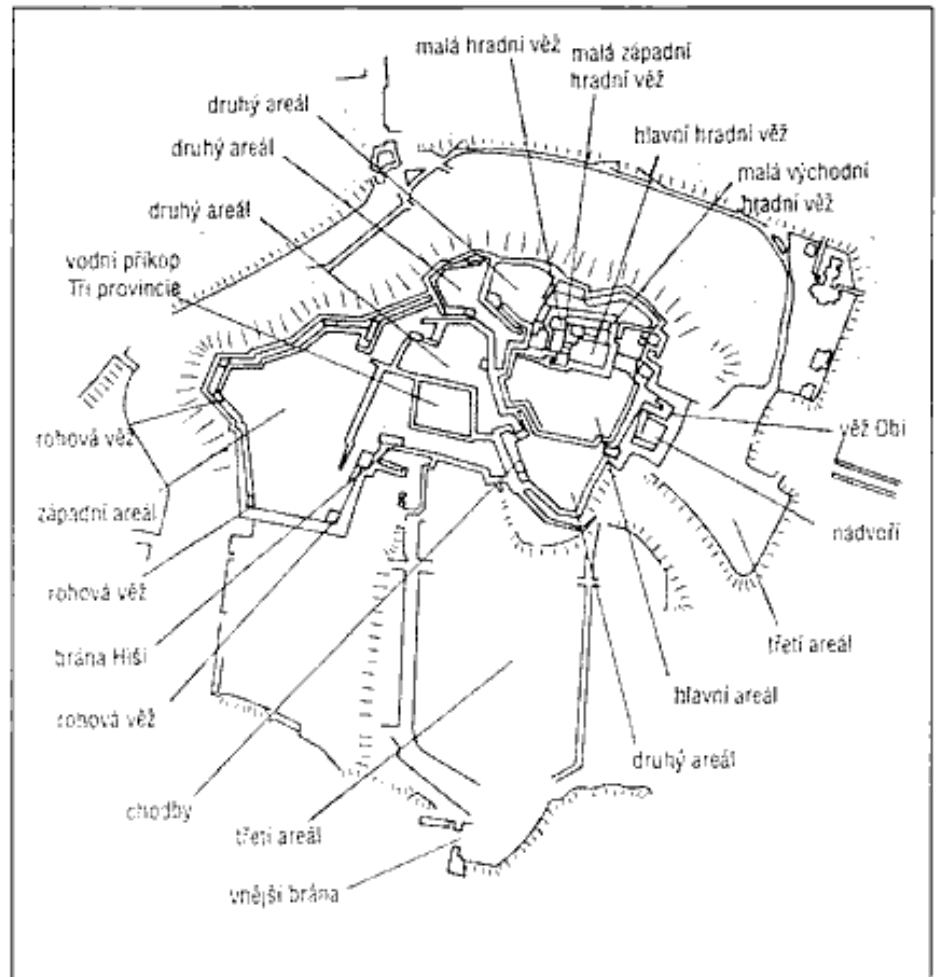 malá hradní věž
malá západní
hradní věž
druhý areál
hlavní hradní věž
druhý areál
malá východní
hradní věž
druhý areál
vodní příkop
Tři provincie
rohová věž
věž Obi
západní areál
nádvoří
rohová věž
třetí areál
brána Hiši
hlavní areál
rohová věž
druhý areál
chodby
třetí areál
vnější brána